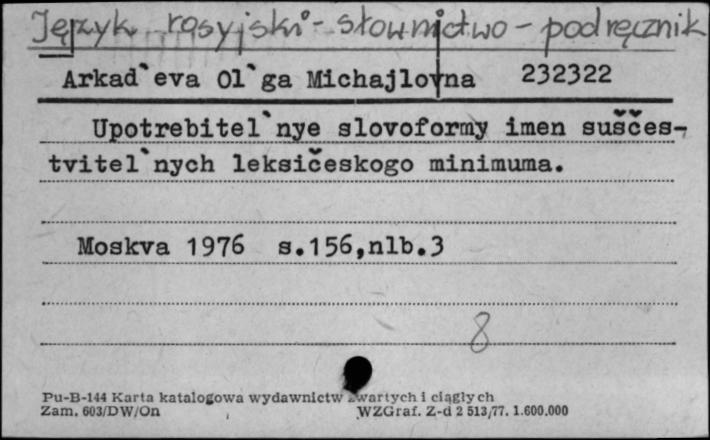 Język rosyjski - słownictwo - podręcznik
Arkad`eva Ol`ga Michajlovna 232322
Upotrebitel`nye slovoformy imen sušces-
tvitel`nych leksičeskogo minimuma.
Moskva 1976 s.156,nlb.3
8
Pu-B-144 Karta katalogowa wydawnictw zwartych i ciągłych
Zam. 603/DW/On WZGraf. Z-d 2 513/77. 1.600.000